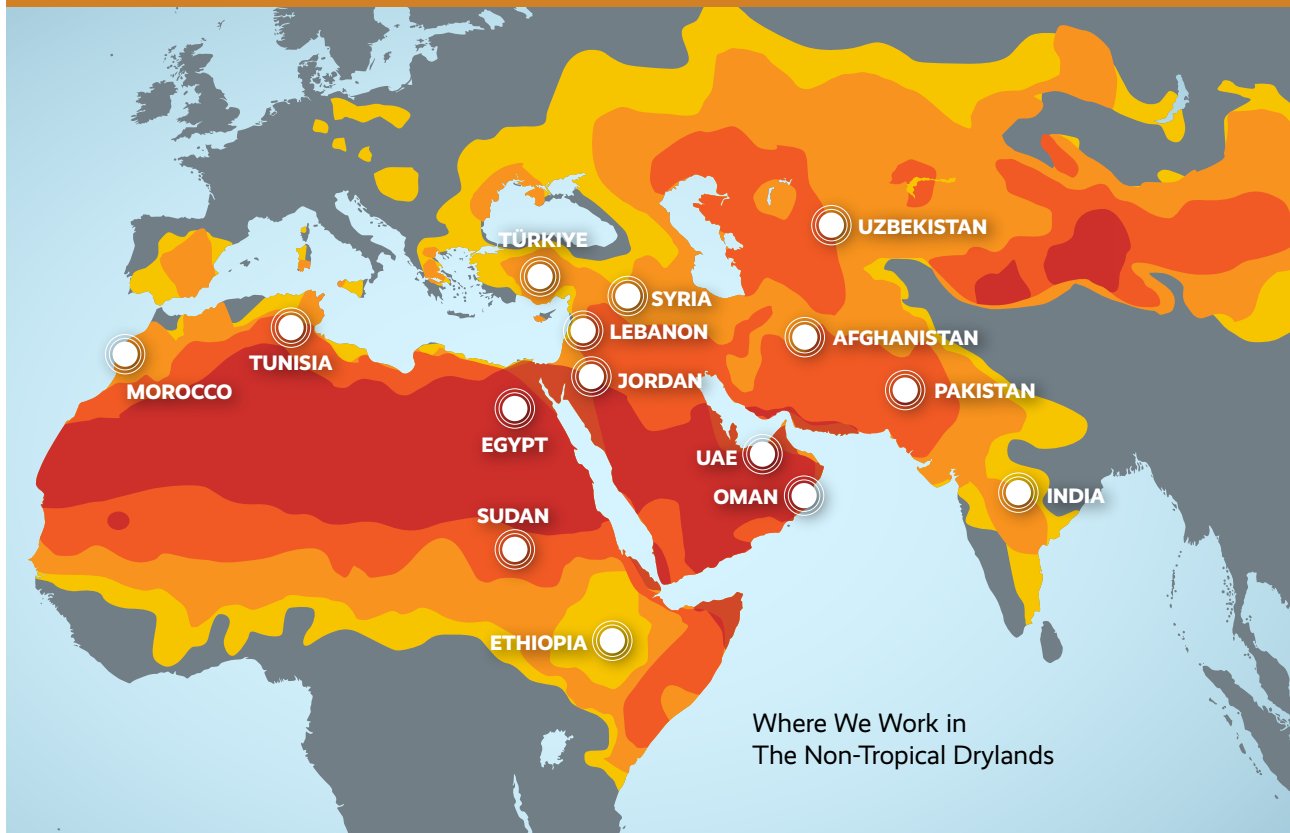 TÜRKIYE
UZBEKISTAN
SYRIA
LEBANON
AFGHANISTAN
TUNISIA
JORDAN
MOROCCO
PAKISTAN
EGYPT
UAE
OMAN
INDIA
SUDAN
ETHIOPIA
Where We Work in
The Non-Tropical Drylands